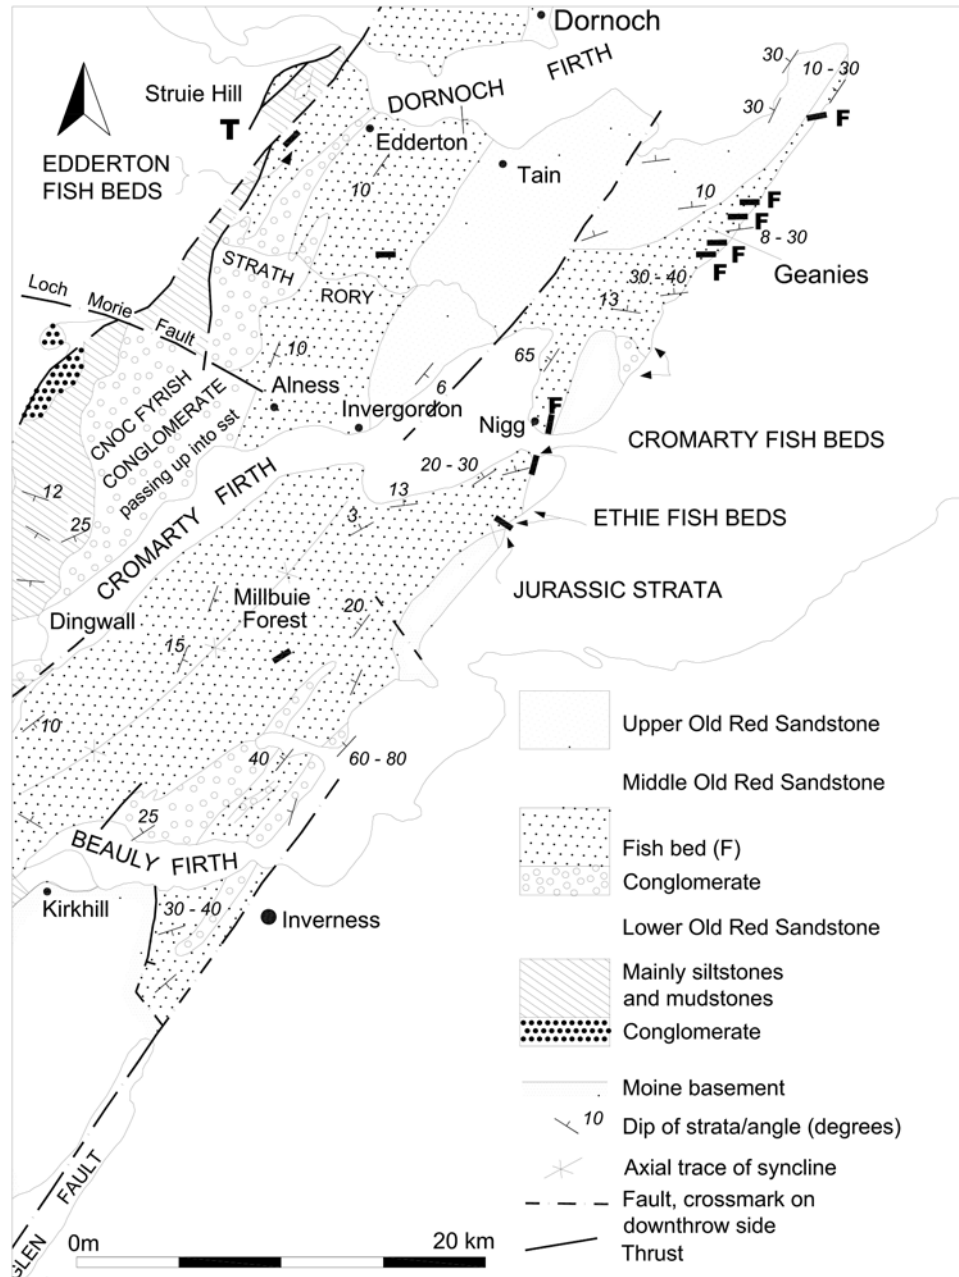 Dornoch
FIRTH
DORNOCH
Struie Hill
T
EDDERTON
FISH BEDS
Edderton
10
Tain
30
10 - 30
30
F
10
F
F
8 - 30
F
F
Geanies
30 - 40
13
STRATH
RORY
Loch
Morie
Fault
10
65
6
Alness
Invergordon
Nigg
F
CNOC FYRISH
CONGLOMERATE
passing up into sst
CROMARTY FISH BEDS
20 - 30
12
25
13
3
ETHIE FISH BEDS
CROMARTY FIRTH
JURASSIC STRATA
Millbuie
Forest
20
Dingwall
15
10
40
60 - 80
25
BEAULY FIRTH
Kirkhill
30 - 40
Inverness
Upper Old Red Sandstone
Middle Old Red Sandstone
Fish bed (F)
Conglomerate
Lower Old Red Sandstone
Mainly siltstones
and mudstones
Conglomerate
Moine basement
10
Dip of strata/angle (degrees)
Axial trace of syncline
Fault, crossmark on
downthrow side
Thrust
GLEN FAULT
0m
20 km